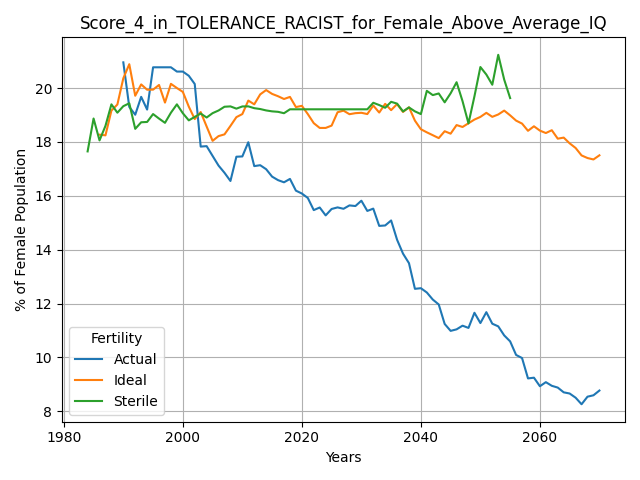 Score_4_in_TOLERANCE_RACIST_for_Female_Above_Average_IQ
% of Female Population
20
18
16
14
12
10
8
Fertility
Actual
Ideal
Sterile
1980 2000 2020 2040 2060
Years